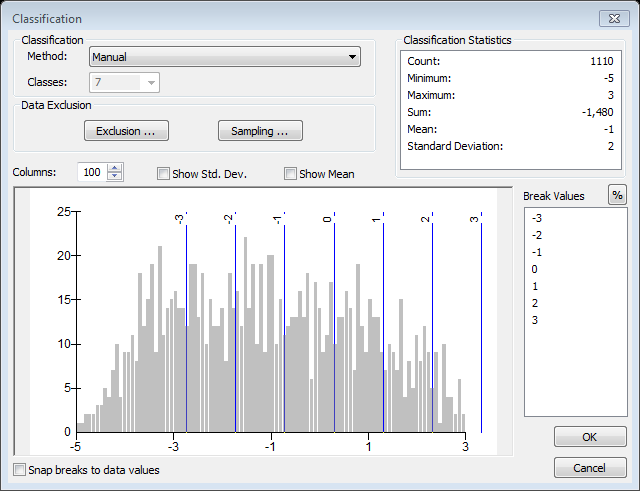 Classification
Classification
Method: Manual
Classes: 7
Data Exclusion
Exclusion ...
Sampling ...
Classification Statistics
Count: 1110
Minimum: -5
Maximum: 3
Sum: -1,480
Mean: -1
Standard Deviation: 2
Columns: 100
Show Std. Dev.
Show Mean
Break Values
%
-3
-2
-1
0
1
2
3
25
20
15
10
5
0
-3
-2
-1
0
1
2
3
-5
-3
-1
1
3
Snap breaks to data values
OK
Cancel